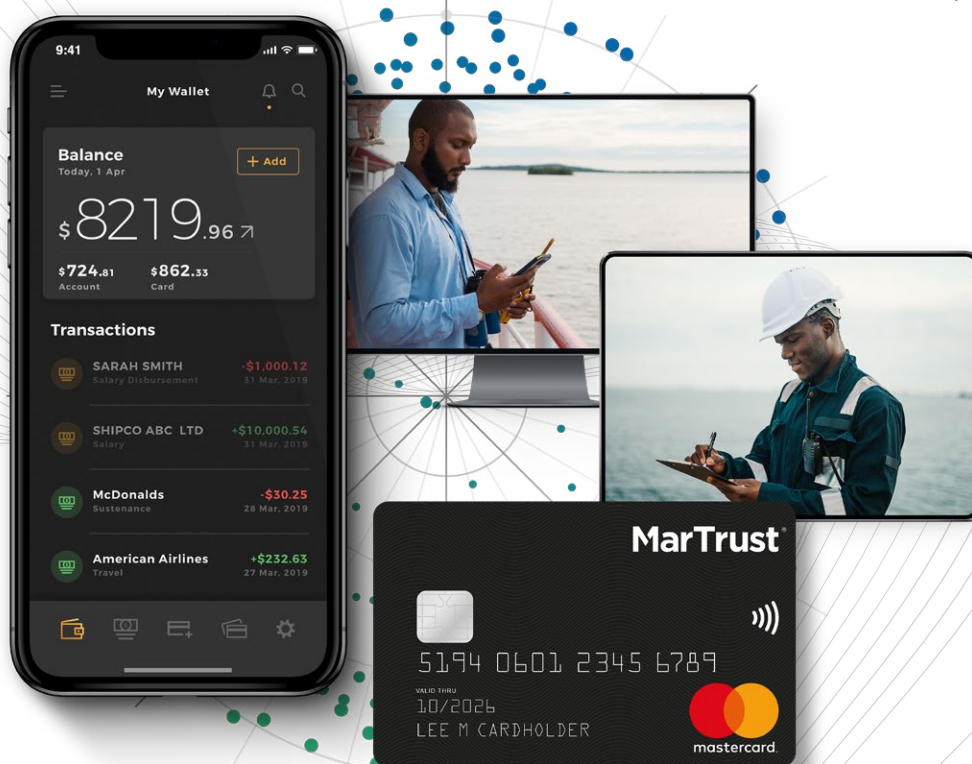 9:41
My Wallet
Balance
+ Add
Today, 1 Apr
$8219.96
$724.81 $862.33
Account Card
Transactions
SARAH SMITH -$1,000.12
Salary Disbursement 31 Mar, 2019
SHIPCO ABC LTD +$10,000.54
Salary 31 Mar, 2019
McDonalds -$30.25
Sustenance 28 Mar, 2019
American Airlines +$232.63
Travel 27 Mar, 2019
MarTrust®
5194 0601 2345 6789
VALID THRU
10/2026
LEE M CARDHOLDER
mastercard.